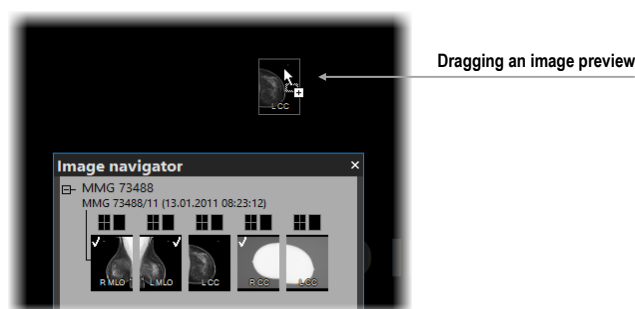 Dragging an image preview
L CC
Image navigator ×
MMG 73488
MMG 73488/11 (13.01.2011 08:23:12)
R MLO L MLO L CC R CC L CC